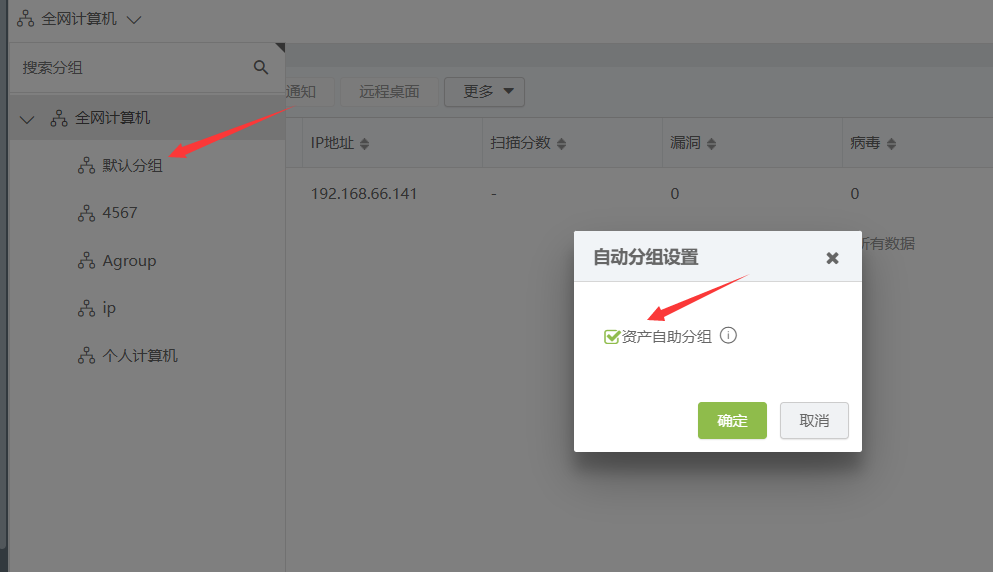 全网计算机
搜索分组
通知 远程桌面 更多
全网计算机
IP地址 扫描分数 漏洞 病毒
默认分组
192.168.66.141 - 0 0
4567
所有数据
自动分组设置
Agroup
ip
资产自助分组
个人计算机
确定 取消